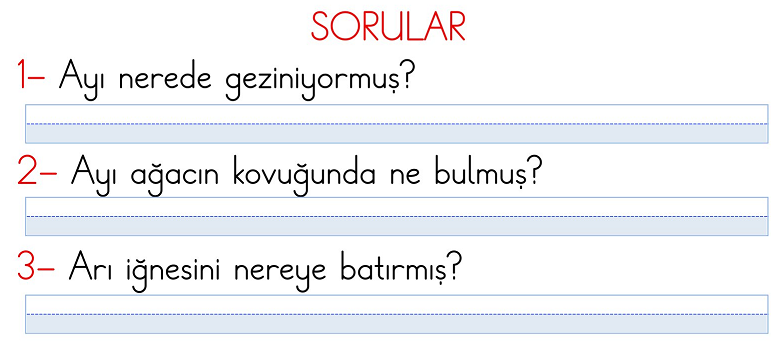 SORULAR
1- Ayı nerede geziniyormuş?
2- Ayı ağacın kovuğunda ne bulmuş?
3- Arı iğnesini nereye batırmış?